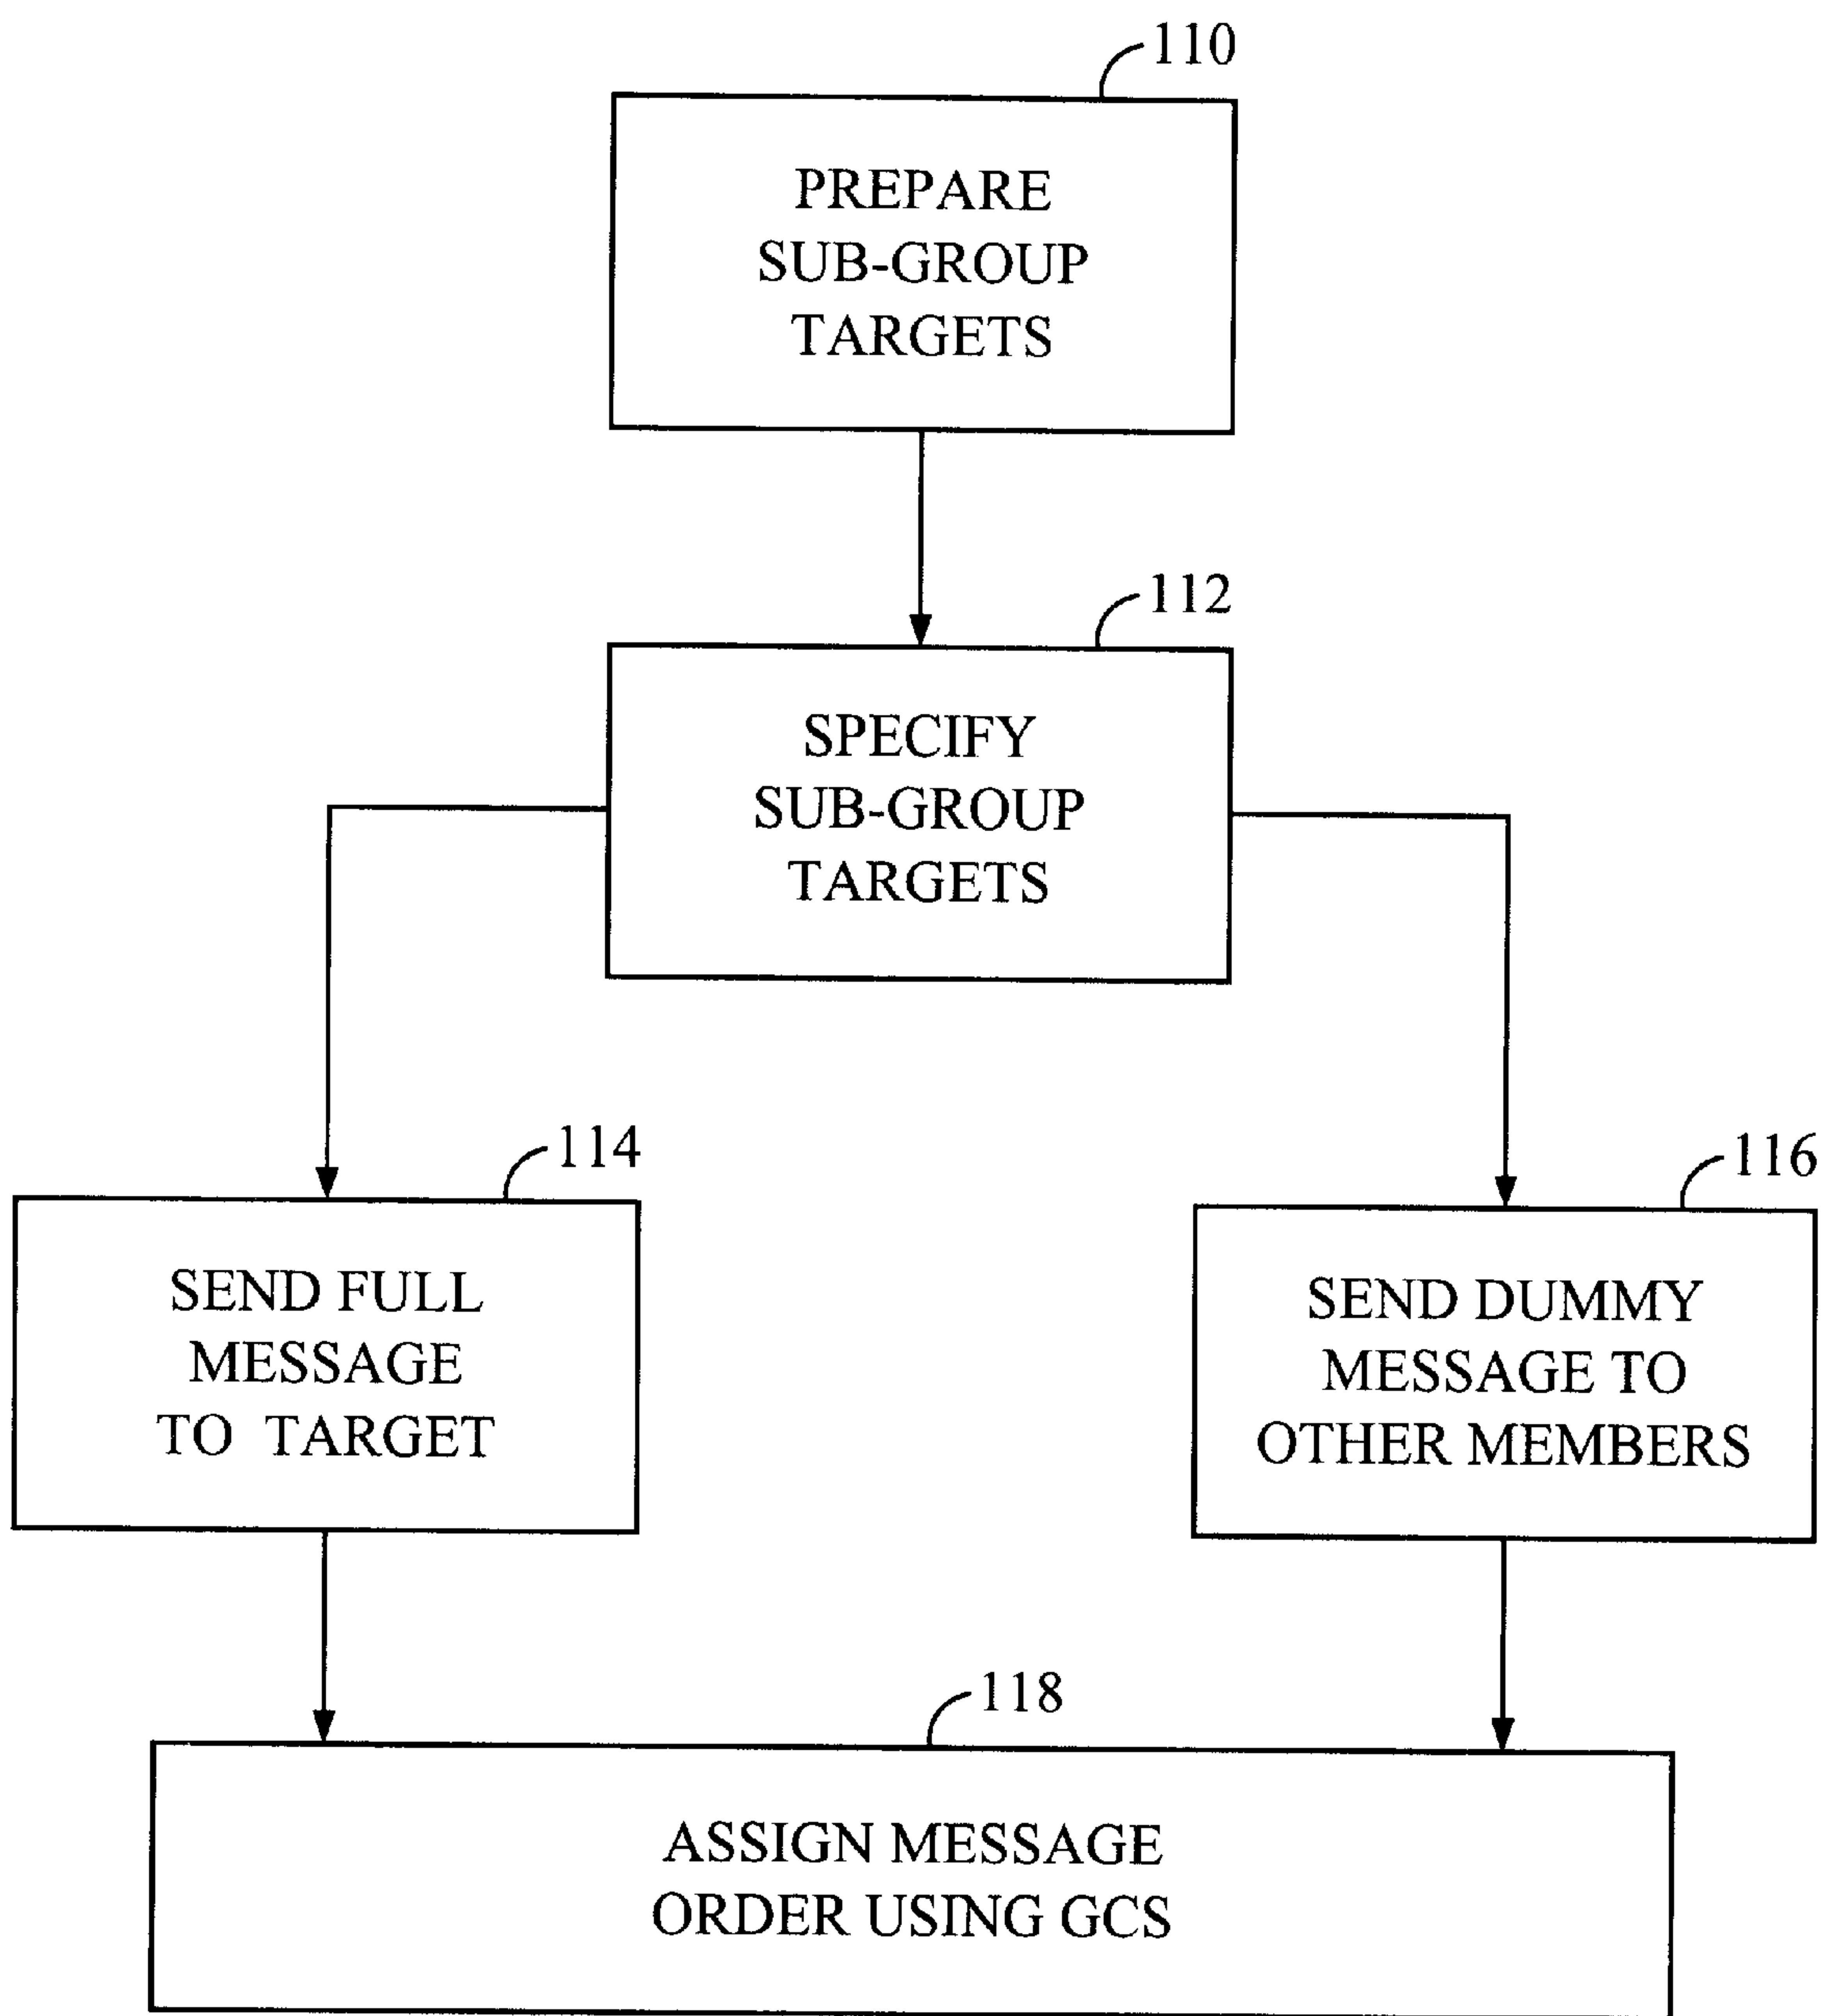 110
PREPARE
SUB-GROUP
TARGETS
112
SPECIFY
SUB-GROUP
TARGETS
114
SEND FULL
MESSAGE
TO TARGET
116
SEND DUMMY
MESSAGE TO
OTHER MEMBERS
118
ASSIGN MESSAGE
ORDER USING GCS